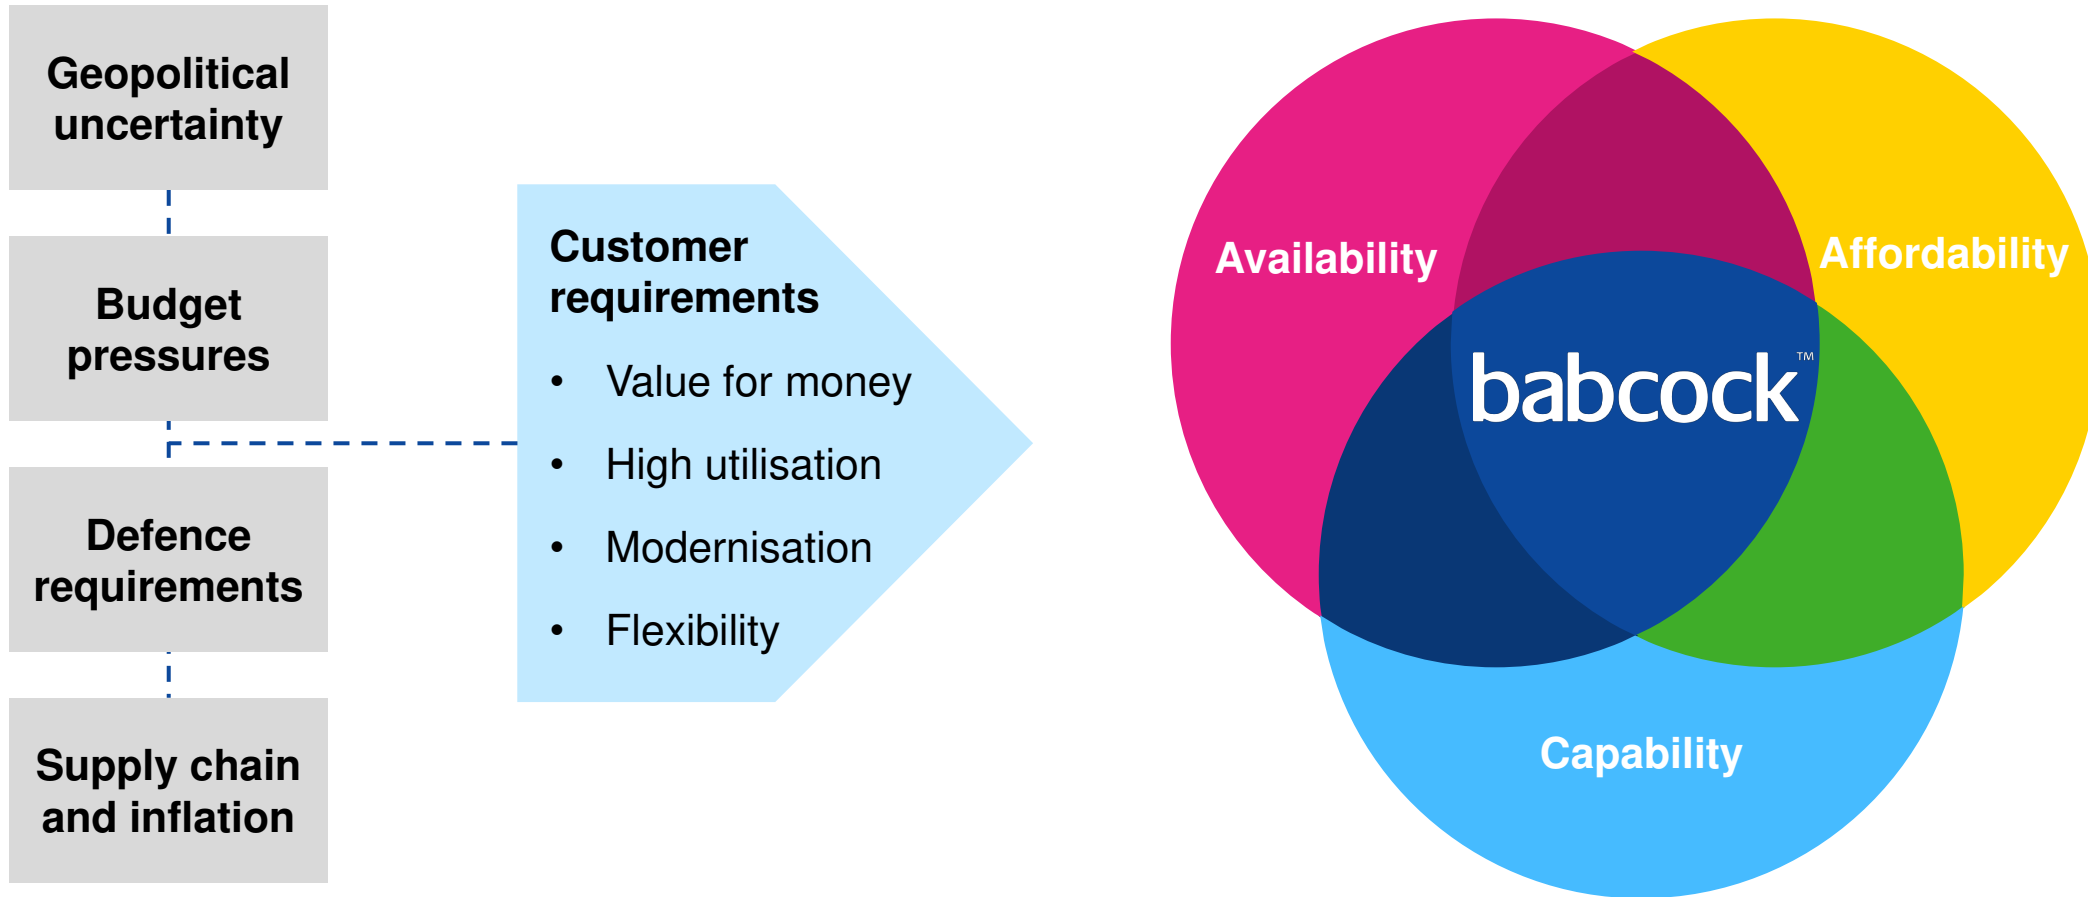 Geopolitical
uncertainty
Budget
pressures
Defence
requirements
Supply chain
and inflation
Customer
requirements
• Value for money
• High utilisation
• Modernisation
• Flexibility
Availability
Affordability
babcock™
Capability